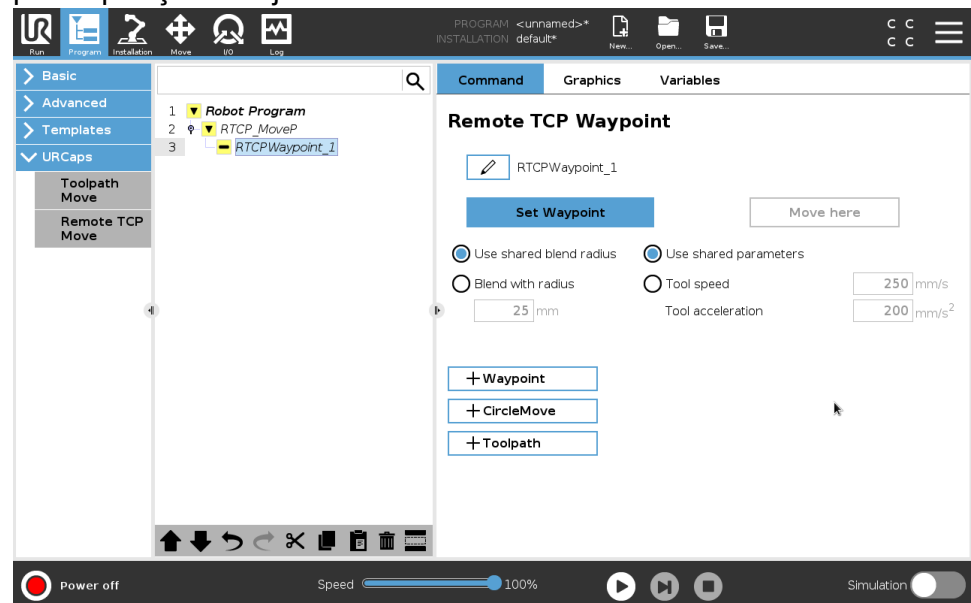 PROGRAM <unnamed>*
INSTALLATION default*
UR
Run
Program
Installation
Move
I/O
Log
New...
Open...
Save...
C C
C C
Basic
Advanced
Templates
URCaps
Toolpath
Move
Remote TCP
Move
1 Robot Program
2 RTCP_MoveP
3 RTCPWaypoint_1
Command Graphics Variables
Remote TCP Waypoint
RTCPWaypoint_1
Set Waypoint Move here
Use shared blend radius Use shared parameters
Blend with radius Tool speed 250 mm/s
25 mm Tool acceleration 200 mm/s²
+Waypoint
+CircleMove
+Toolpath
Power off Speed 100% Simulation